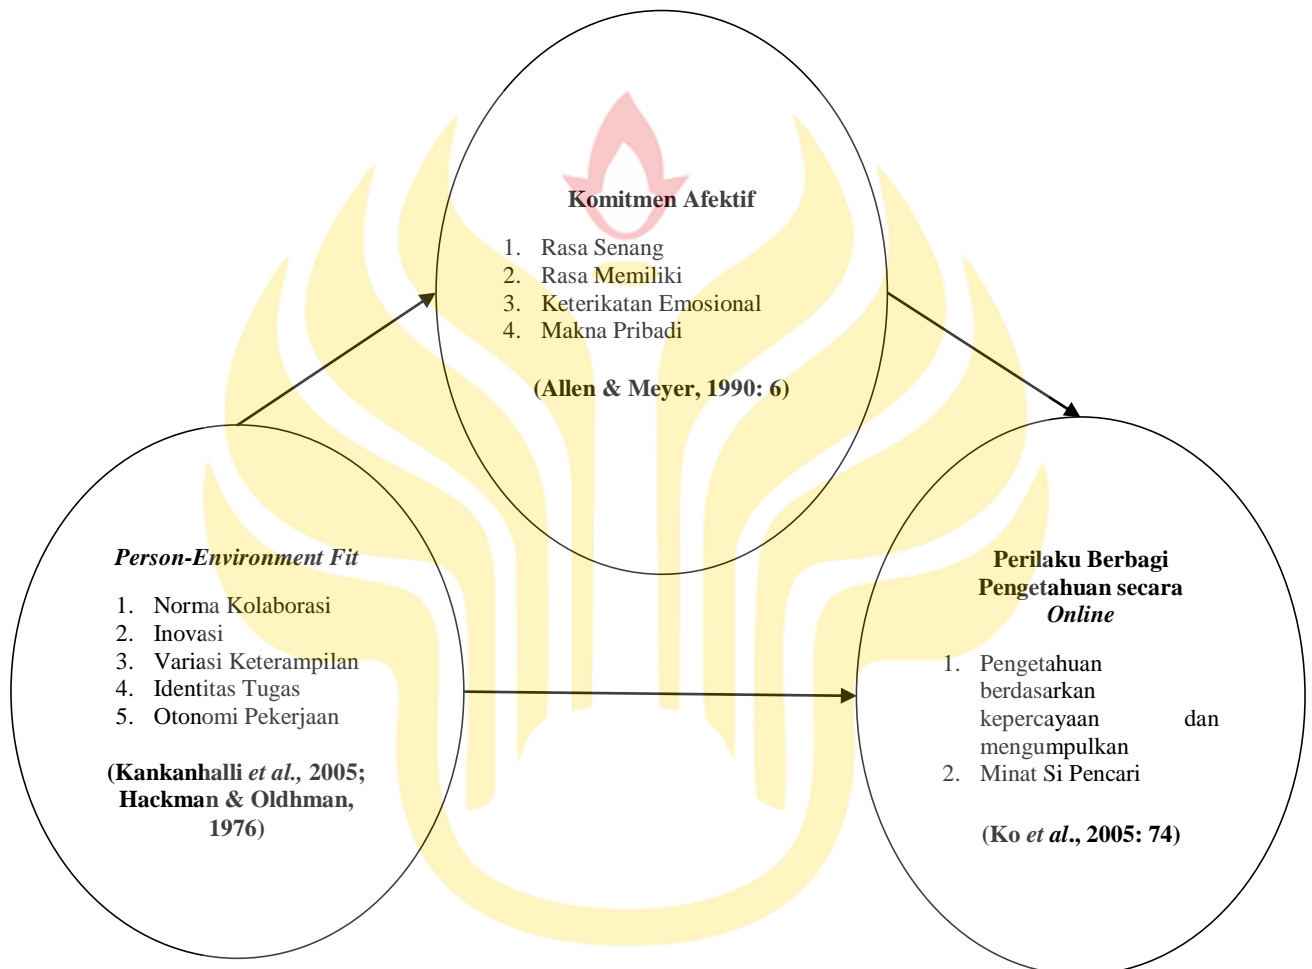 Komitmen Afektif
1. Rasa Senang
2. Rasa Memiliki
3. Keterikatan Emosional
4. Makna Pribadi
(Allen & Meyer, 1990: 6)
Person-Environment Fit
1. Norma Kolaborasi
2. Inovasi
3. Variasi Keterampilan
4. Identitas Tugas
5. Otonomi Pekerjaan
(Kankanhalli et al., 2005;
Hackman & Oldhman,
1976)
Perilaku Berbagi
Pengetahuan secara
Online
1. Pengetahuan
berdasarkan
kepercayaan dan
mengumpulkan
2. Minat Si Pencari
(Ko et al., 2005: 74)